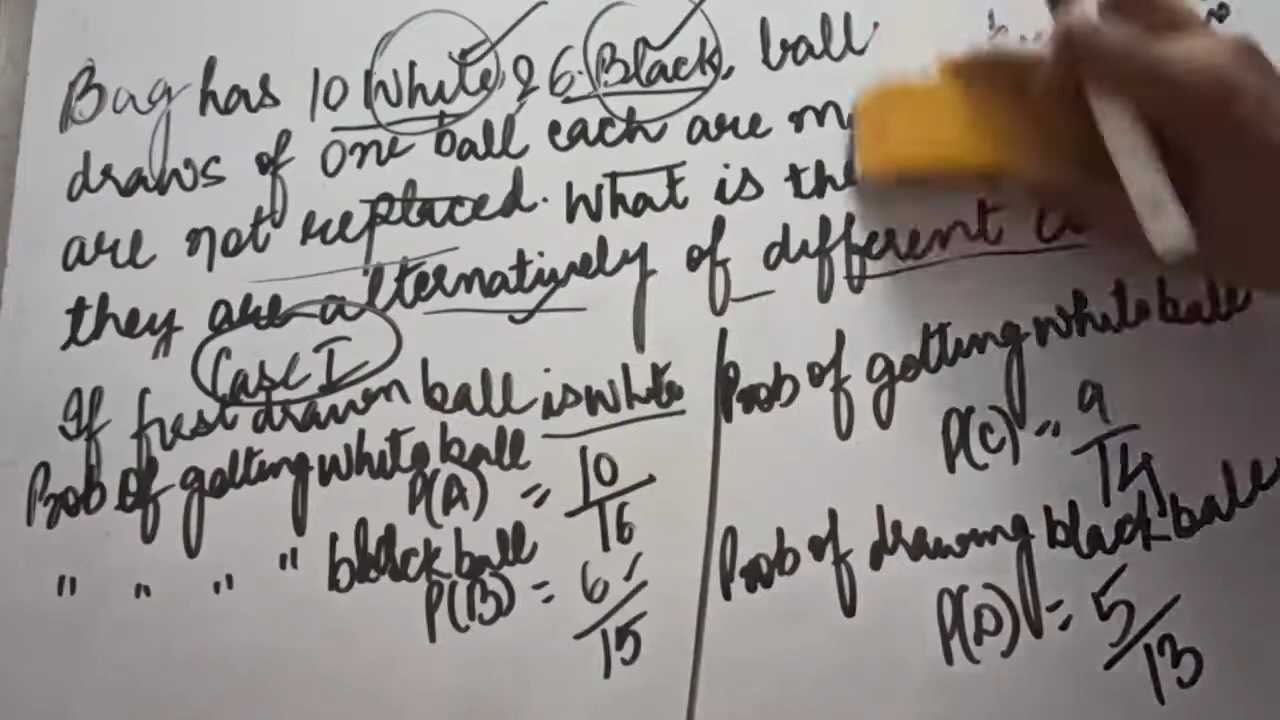 Bag has 10 White & 6 Black ball
draws of one ball each are
are not replaced. What is the
they are alternatively of different
Case I
If first drawn ball is white
Prob of getting white ball
P(A) = 10/16
" " " " black ball
P(B) = 6/15
Prob of getting white ball
P(C) = 9/14
Prob of drawing black ball
P(D) = 5/13